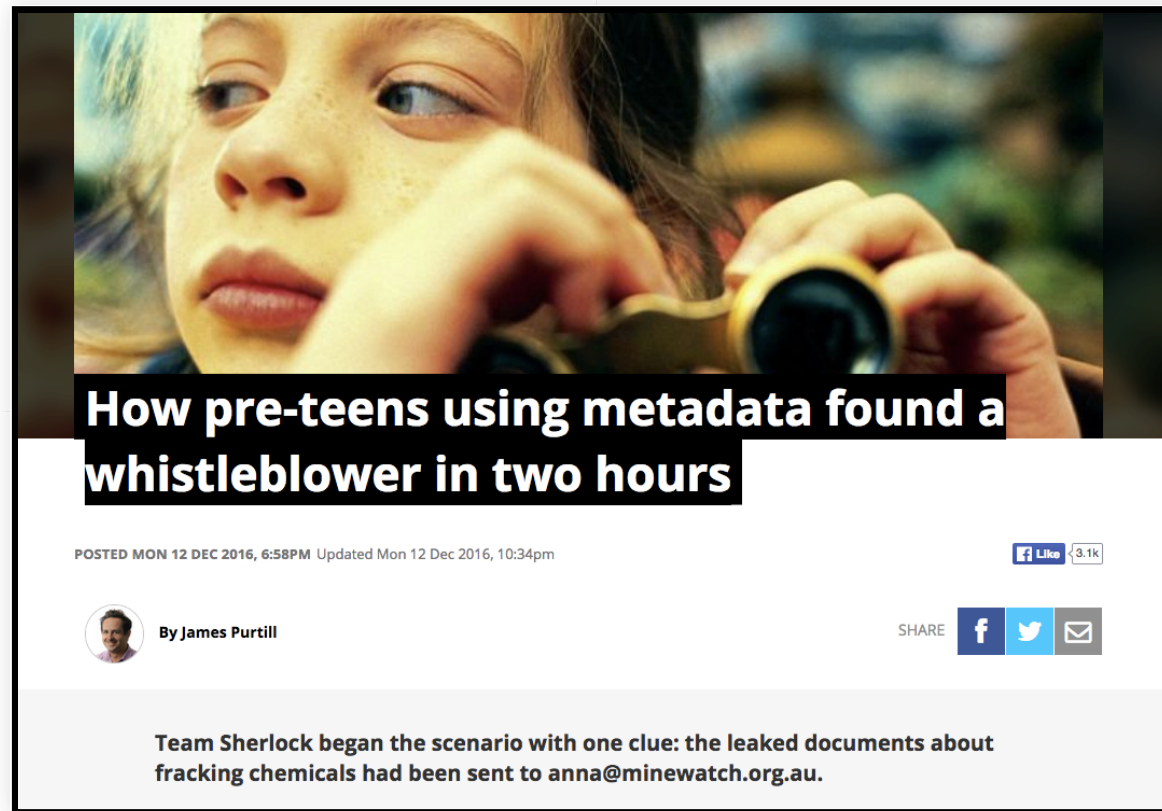 How pre-teens using metadata found a
whistleblower in two hours
POSTED MON 12 DEC 2016, 6:58PM Updated Mon 12 Dec 2016, 10:34pm
Like 3.1k
By James Purtill
SHARE
Team Sherlock began the scenario with one clue: the leaked documents about
fracking chemicals had been sent to anna@minewatch.org.au.